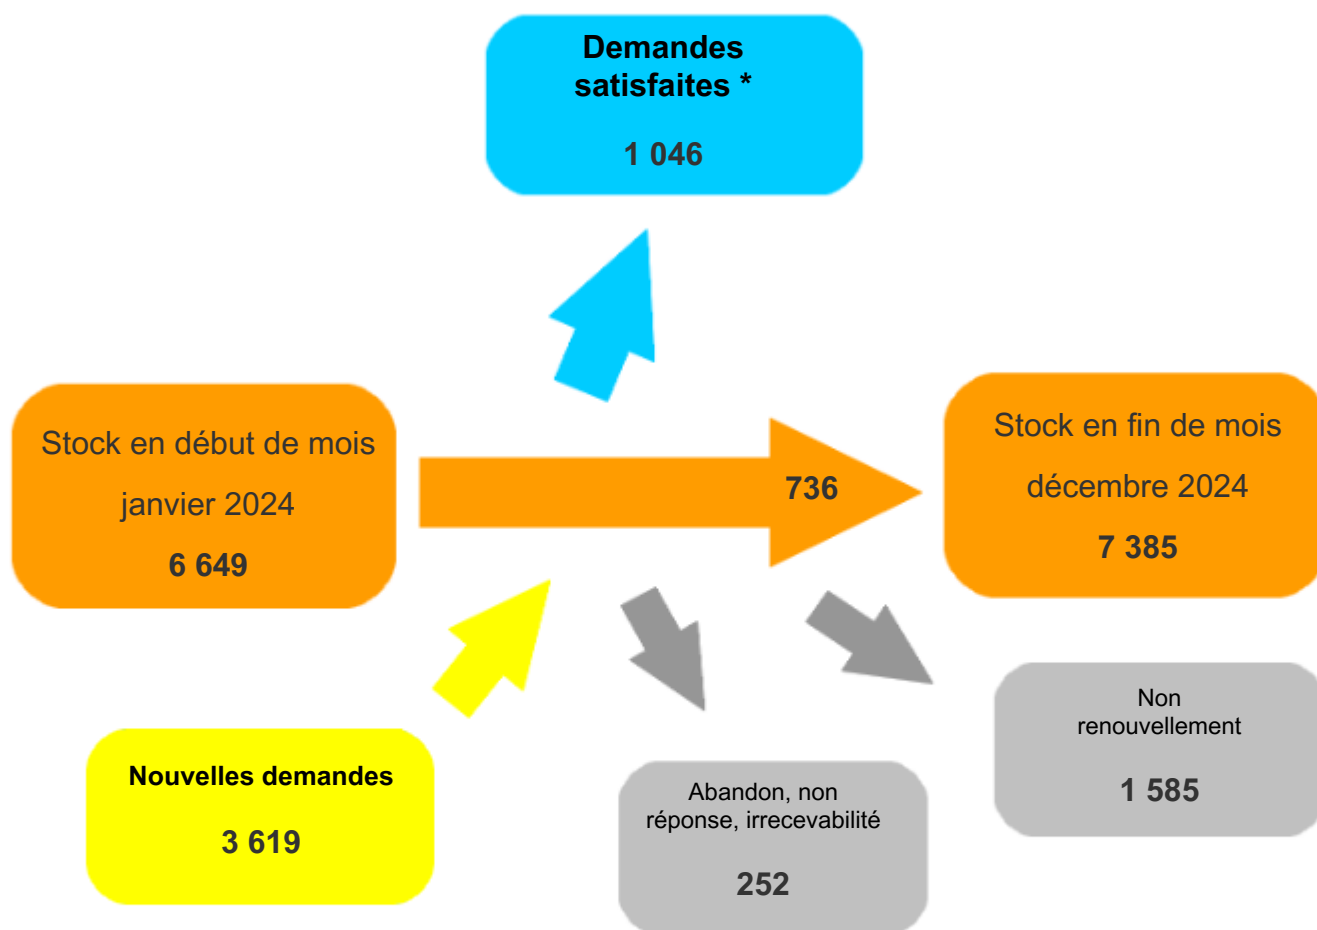 Demandes
satisfaites *
1 046
Stock en début de mois
janvier 2024
6 649
736
Stock en fin de mois
décembre 2024
7 385
Nouvelles demandes
3 619
Abandon, non
réponse, irrecevabilité
252
Non
renouvellement
1 585